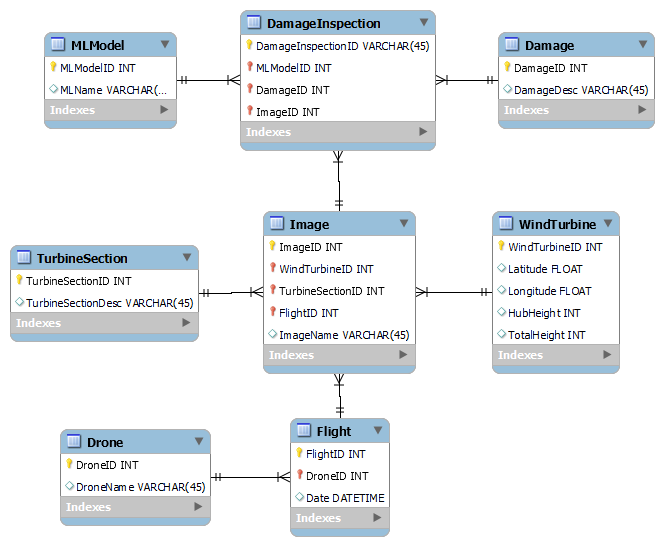 MLModel
MLModelID INT
MLName VARCHAR(...
Indexes
DamageInspection
DamageInspectionID VARCHAR(45)
MLModelID INT
DamageID INT
ImageID INT
Indexes
Damage
DamageID INT
DamageDesc VARCHAR(45)
Indexes
TurbineSection
TurbineSectionID INT
TurbineSectionDesc VARCHAR(45)
Indexes
Image
ImageID INT
WindTurbineID INT
TurbineSectionID INT
FlightID INT
ImageName VARCHAR(45)
Indexes
WindTurbine
WindTurbineID INT
Latitude FLOAT
Longitude FLOAT
HubHeight INT
TotalHeight INT
Indexes
Drone
DroneID INT
DroneName VARCHAR(45)
Indexes
Flight
FlightID INT
DroneID INT
Date DATETIME
Indexes